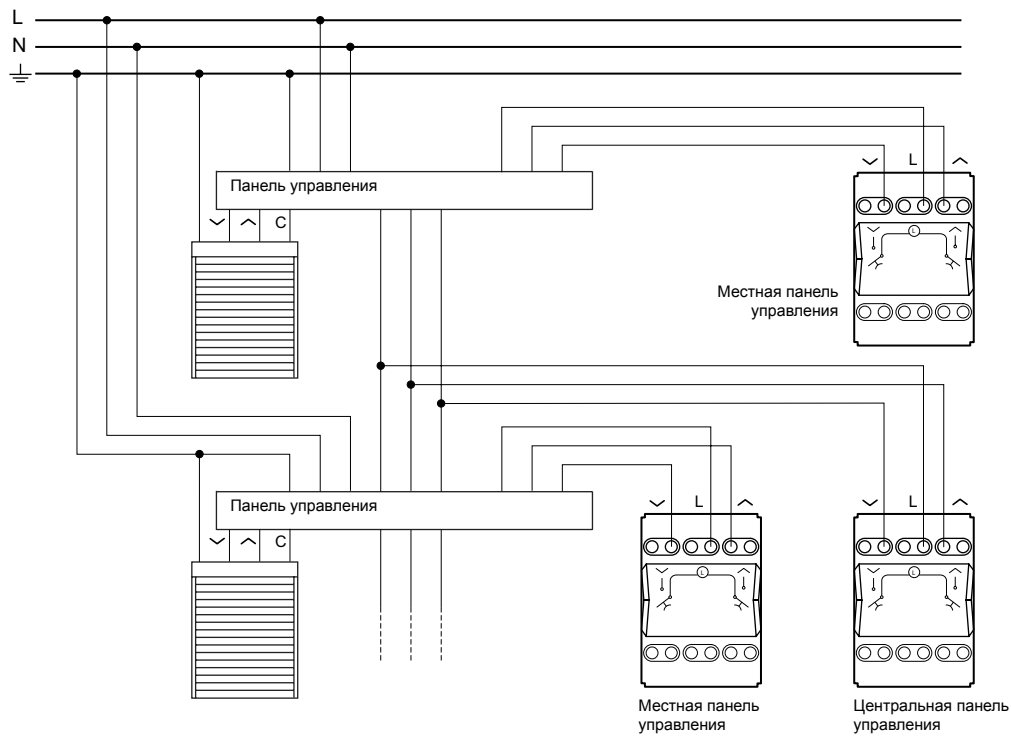 L
N
Панель управления
C
L
Местная панель
управления
Панель управления
C
L
L
L
L
L
Местная панель
управления
Центральная панель
управления